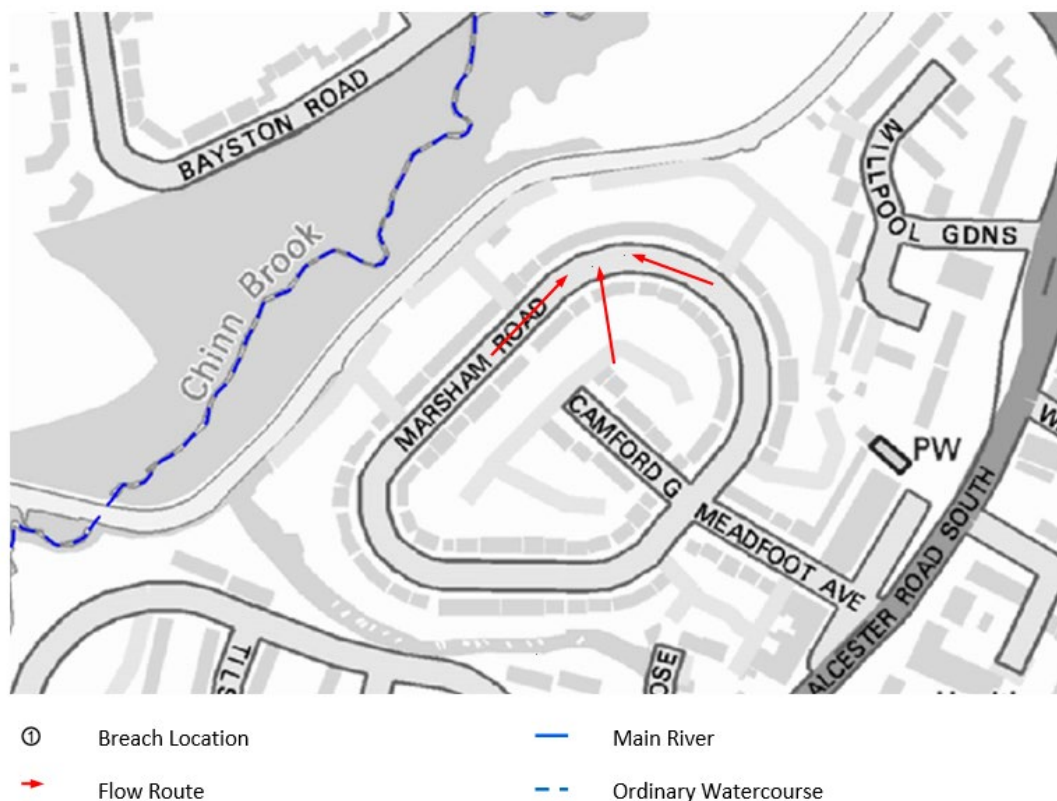 BAYSTON ROAD
Chinn Brook
MILLPOOL
GDNS
MARSHAM ROAD
CAMFORD G
MEADFOOT AVE
PW
ALCESTER ROAD SOUTH
W
TILS
OSE
1 Breach Location
Main River
Flow Route
Ordinary Watercourse